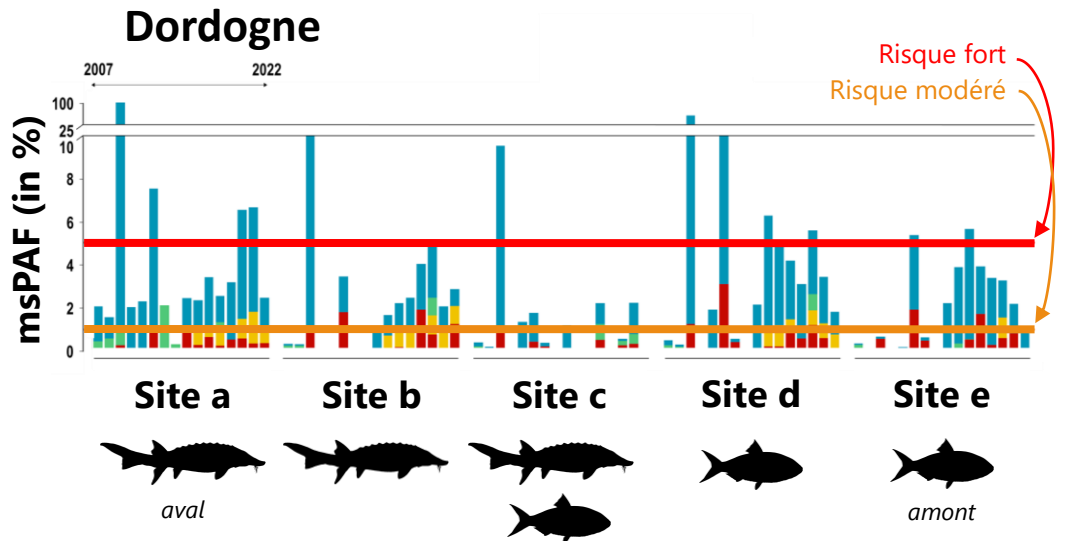 Dordogne
2007 2022
Risque fort
Risque modéré
msPAF (in %)
100
25
10
8
6
4
2
0
Site a Site b Site c Site d Site e
aval amont